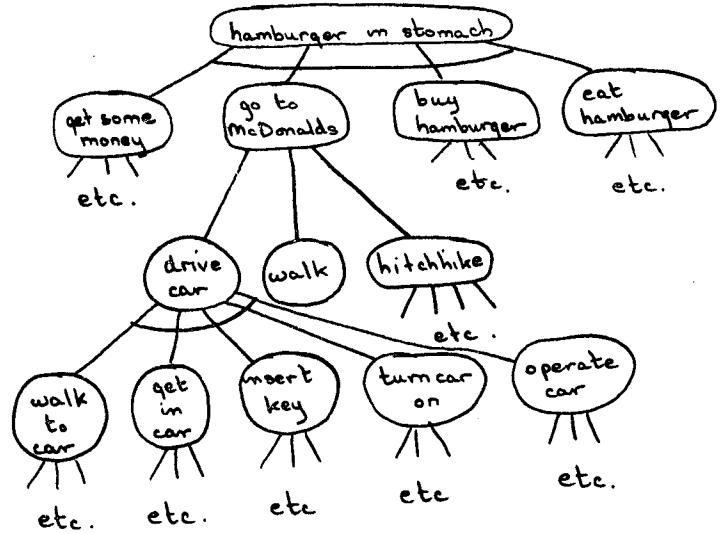 hamburger in stomach
get some
money
go to
McDonalds
buy
hamburger
eat
hamburger
etc.
etc.
etc.
drive
car
walk
hitchhike
etc.
walk
to
car
get
in
car
insert
key
turn car
on
operate
car
etc.
etc.
etc
etc
etc.